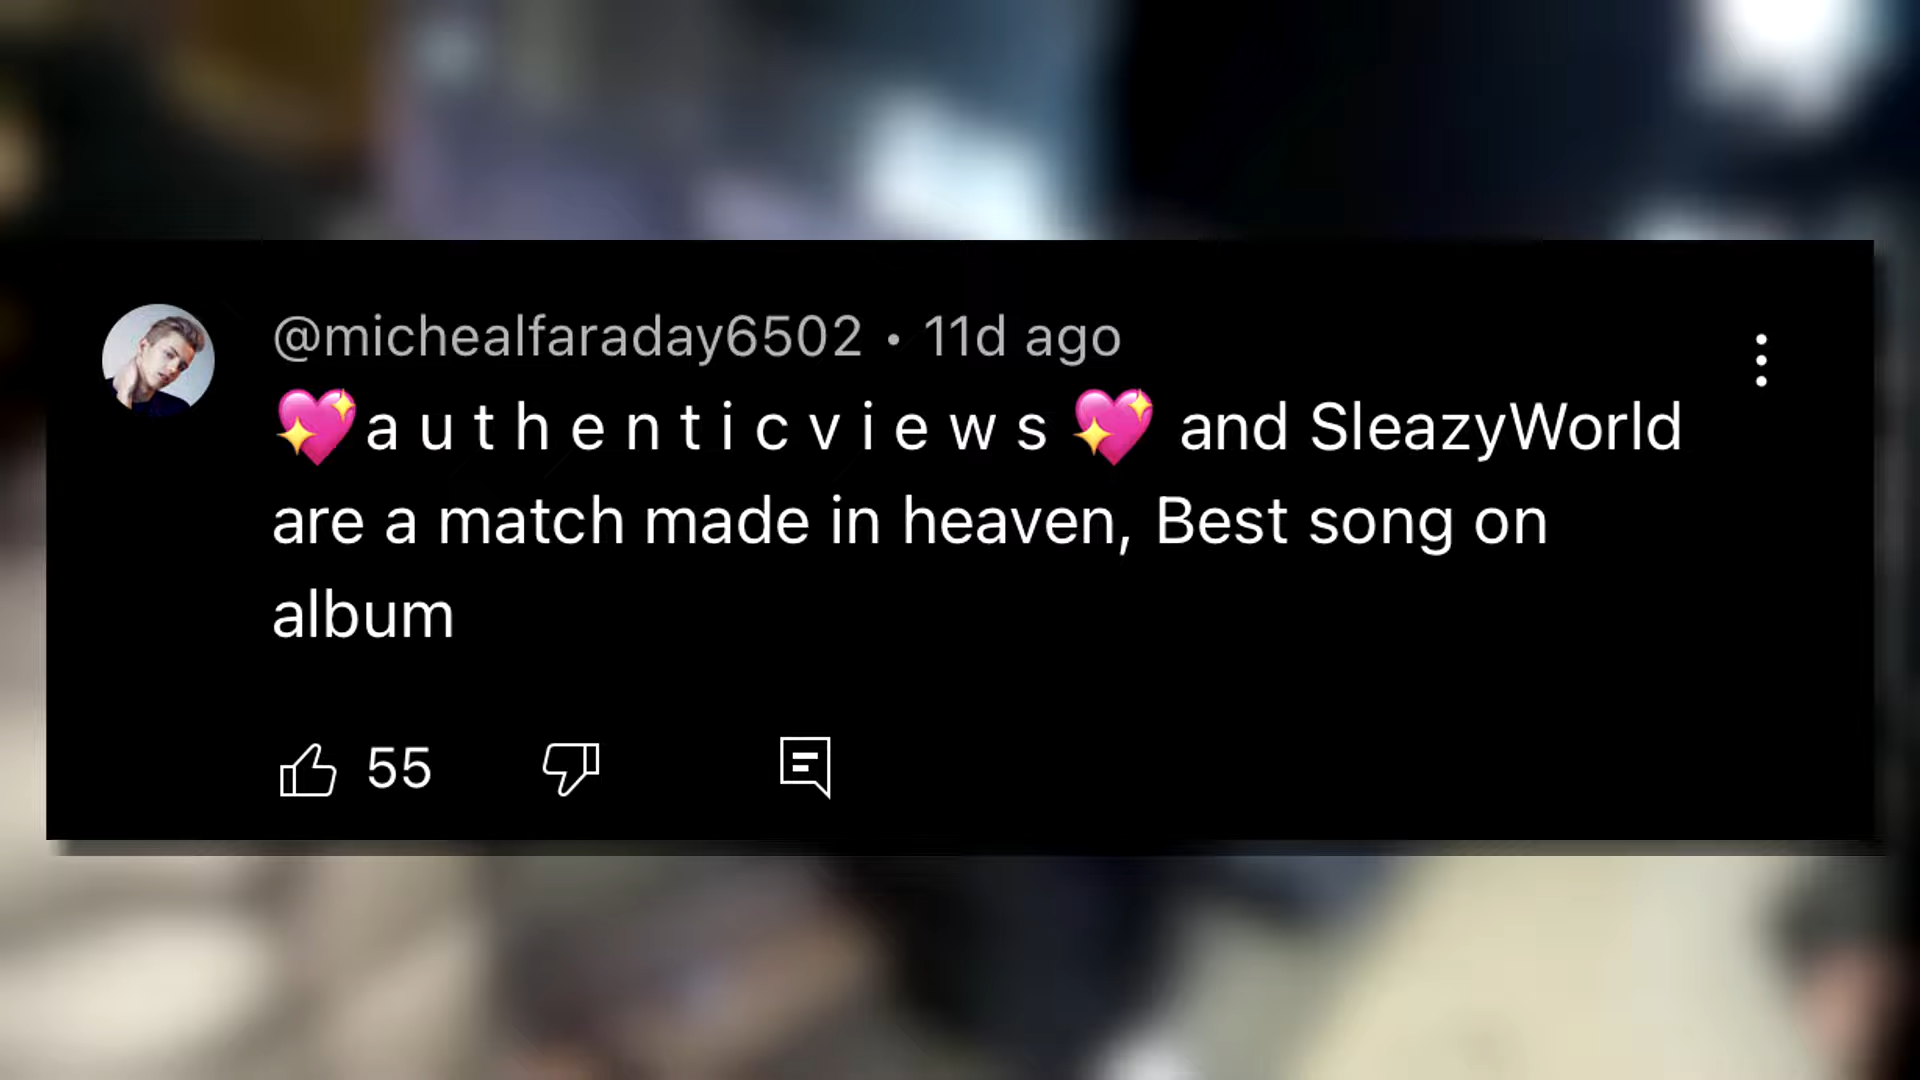 @michealfaraday6502 • 11d ago
💖a u t h e n t i c v i e w s 💖 and SleazyWorld
are a match made in heaven, Best song on
album
55